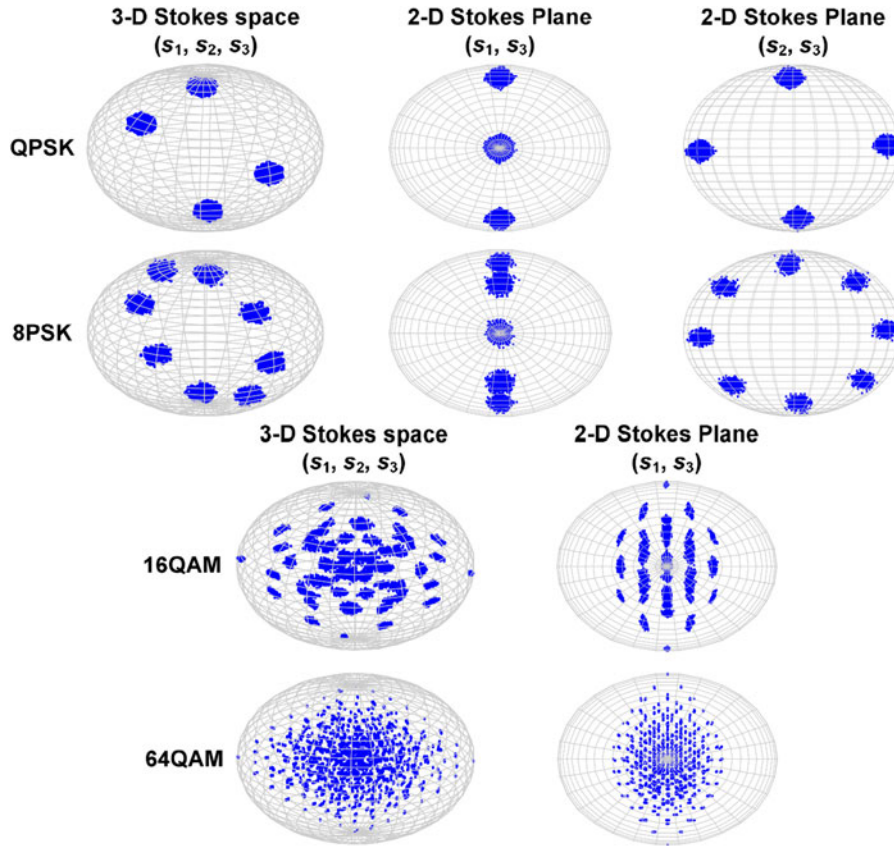 3-D Stokes space 2-D Stokes Plane 2-D Stokes Plane
(s₁, s₂, s₃) (s₁, s₃) (s₂, s₃)
QPSK
8PSK
3-D Stokes space 2-D Stokes Plane
(s₁, s₂, s₃) (s₁, s₃)
16QAM
64QAM